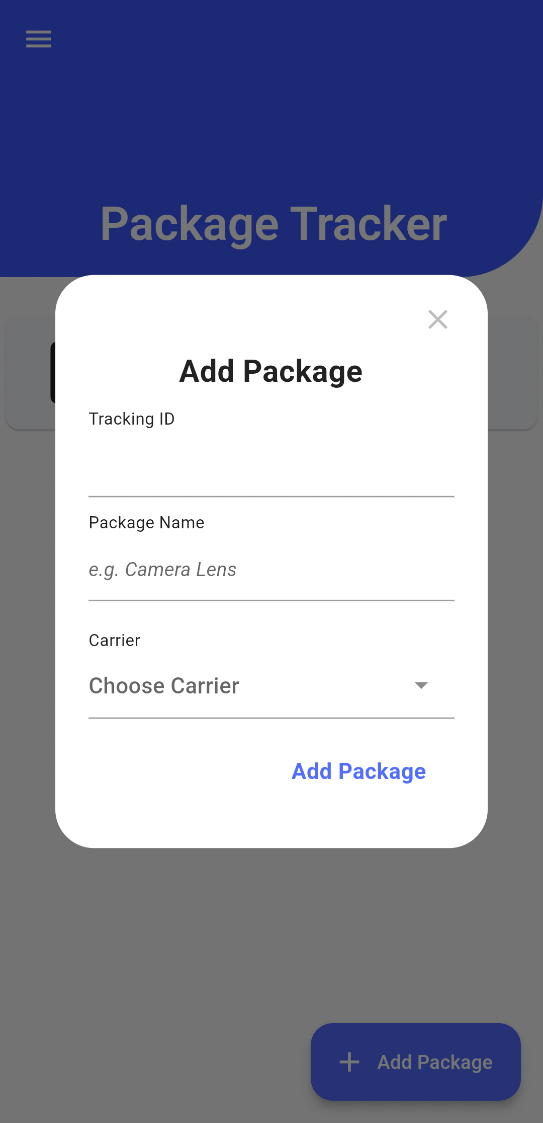 Package Tracker
Add Package
Tracking ID
Package Name
e.g. Camera Lens
Carrier
Choose Carrier
Add Package
Add Package